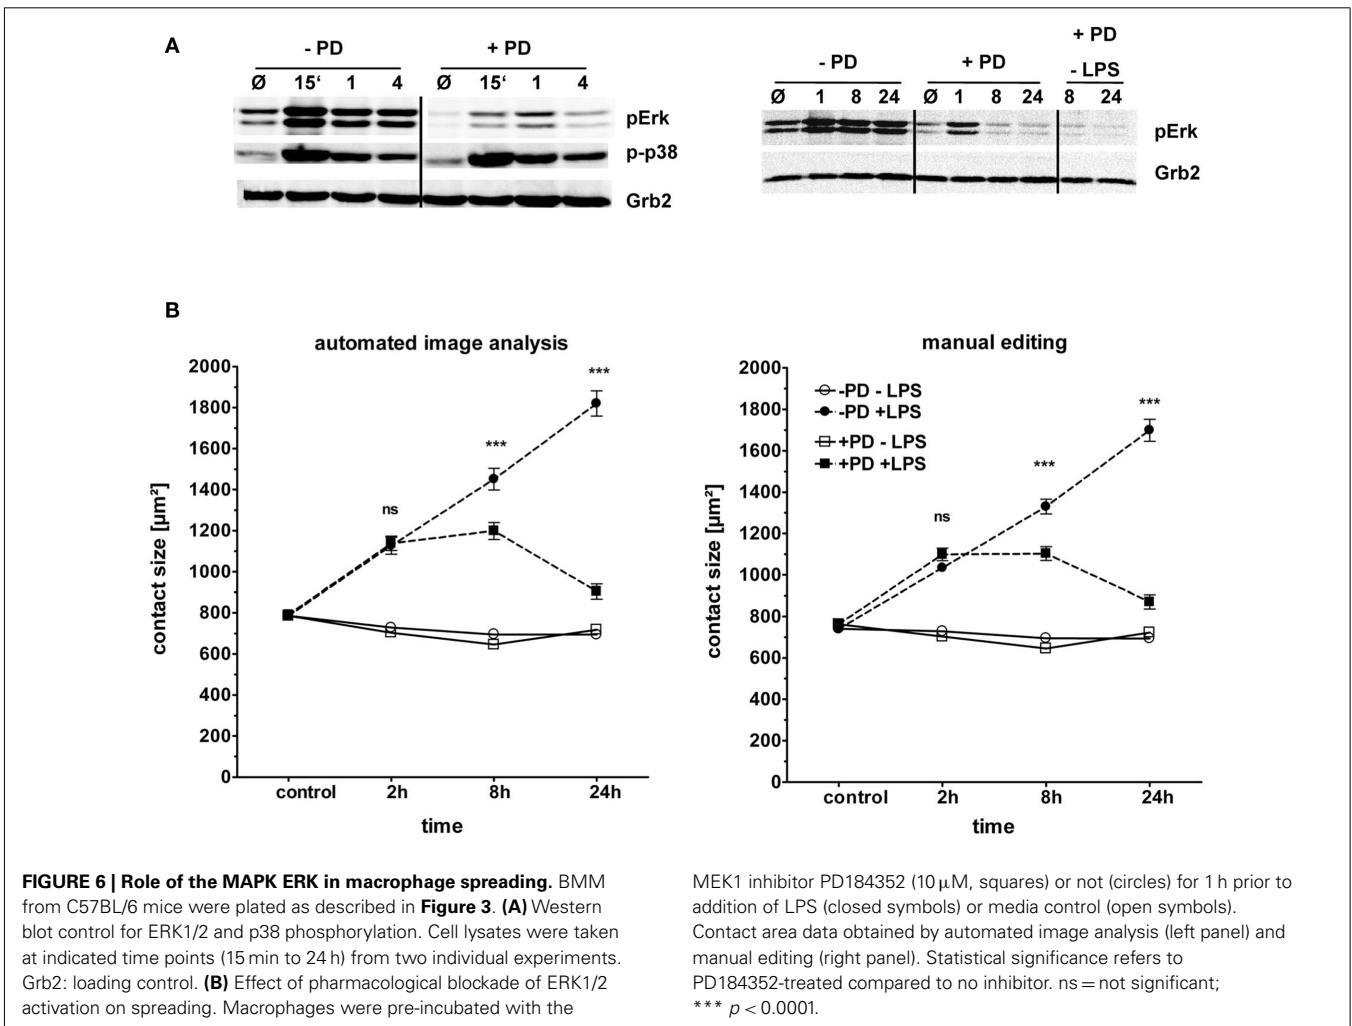 A
- PD
+ PD
Ø 15‘ 1 4 Ø 15‘ 1 4
pErk
p-p38
Grb2
+ PD
- PD
+ PD
- LPS
Ø 1 8 24 Ø 1 8 24 8 24
pErk
Grb2
B
automated image analysis
2000
1800
1600
1400
1200
1000
800
600
400
200
0
contact size [µm²]
ns
***
***
control 2h 8h 24h
time
manual editing
2000
1800
1600
1400
1200
1000
800
600
400
200
0
contact size [µm²]
-PD - LPS
-PD +LPS
+PD - LPS
+PD +LPS
ns
***
***
control 2h 8h 24h
time
FIGURE 6 | Role of the MAPK ERK in macrophage spreading. BMM
from C57BL/6 mice were plated as described in Figure 3. (A) Western
blot control for ERK1/2 and p38 phosphorylation. Cell lysates were taken
at indicated time points (15 min to 24 h) from two individual experiments.
Grb2: loading control. (B) Effect of pharmacological blockade of ERK1/2
activation on spreading. Macrophages were pre-incubated with the
MEK1 inhibitor PD184352 (10 µM, squares) or not (circles) for 1 h prior to
addition of LPS (closed symbols) or media control (open symbols).
Contact area data obtained by automated image analysis (left panel) and
manual editing (right panel). Statistical significance refers to
PD184352-treated compared to no inhibitor. ns = not significant;
*** p < 0.0001.